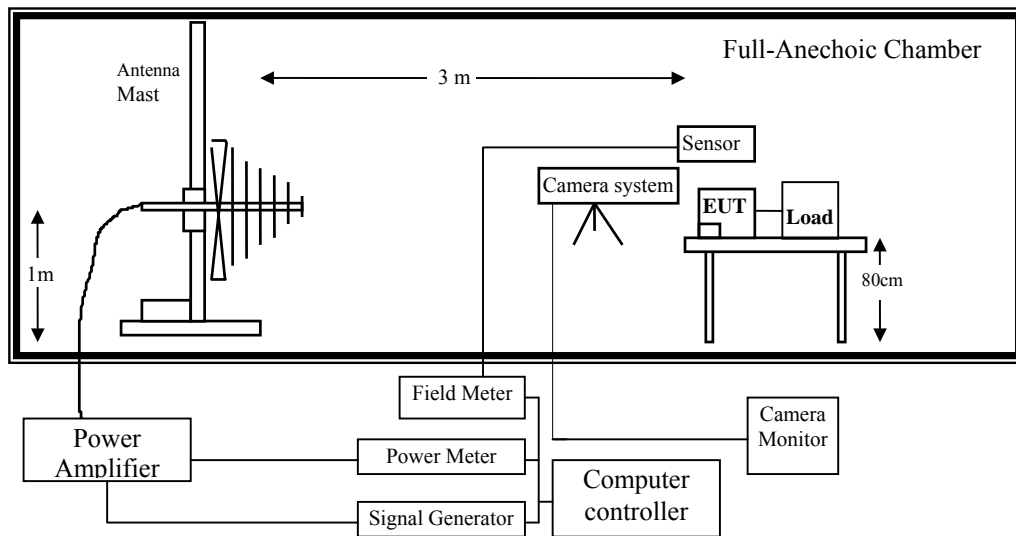 Full-Anechoic Chamber
Antenna
Mast
3 m
Sensor
Camera system
EUT
Load
1m
80cm
Field Meter
Camera
Monitor
Power
Amplifier
Power Meter
Computer
controller
Signal Generator